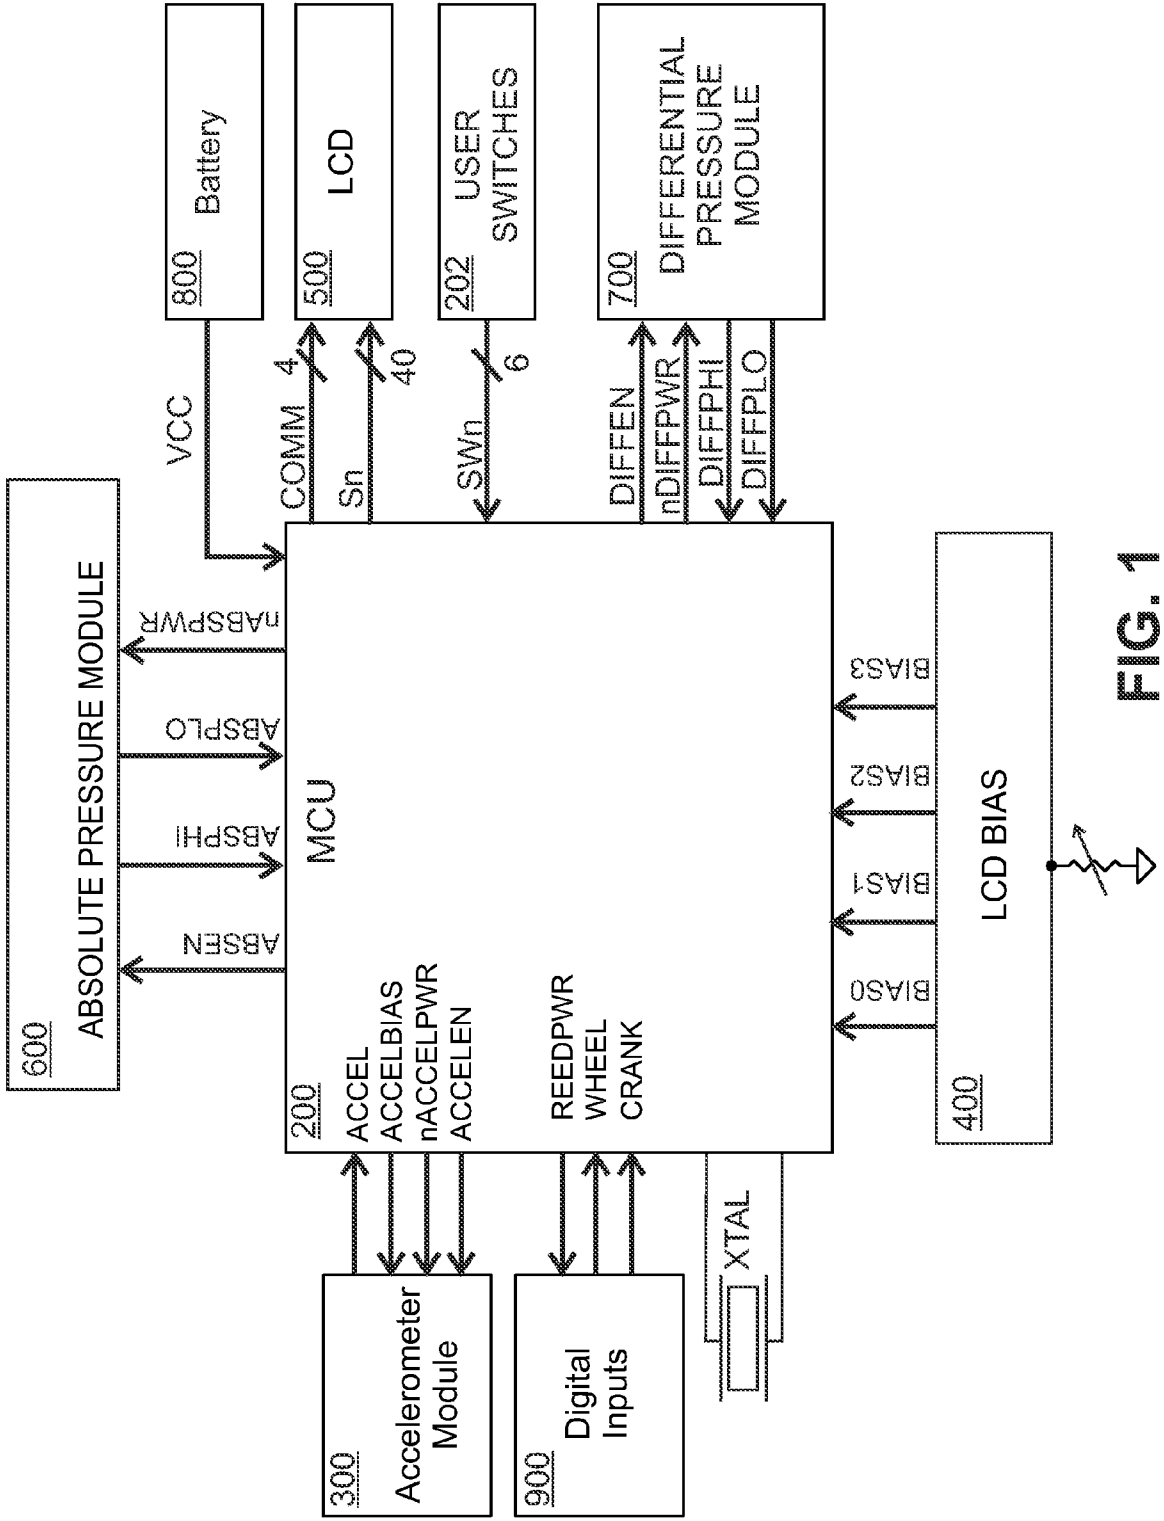 600
ABSOLUTE PRESSURE MODULE
ABSEN
ABSPHI
ABSPLO
nABSPWR
VCC
800
Battery
COMM
4
Sn
40
500
LCD
SWn
6
202
USER
SWITCHES
DIFFEN
nDIFFPWR
DIFFPHI
DIFFPLO
700
DIFFERENTIAL
PRESSURE
MODULE
200
MCU
ACCEL
ACCELBIAS
nACCELPWR
ACCELEN
REEDPWR
WHEEL
CRANK
300
Accelerometer
Module
900
Digital
Inputs
XTAL
BIAS0
BIAS1
BIAS2
BIAS3
400
LCD BIAS
FIG. 1